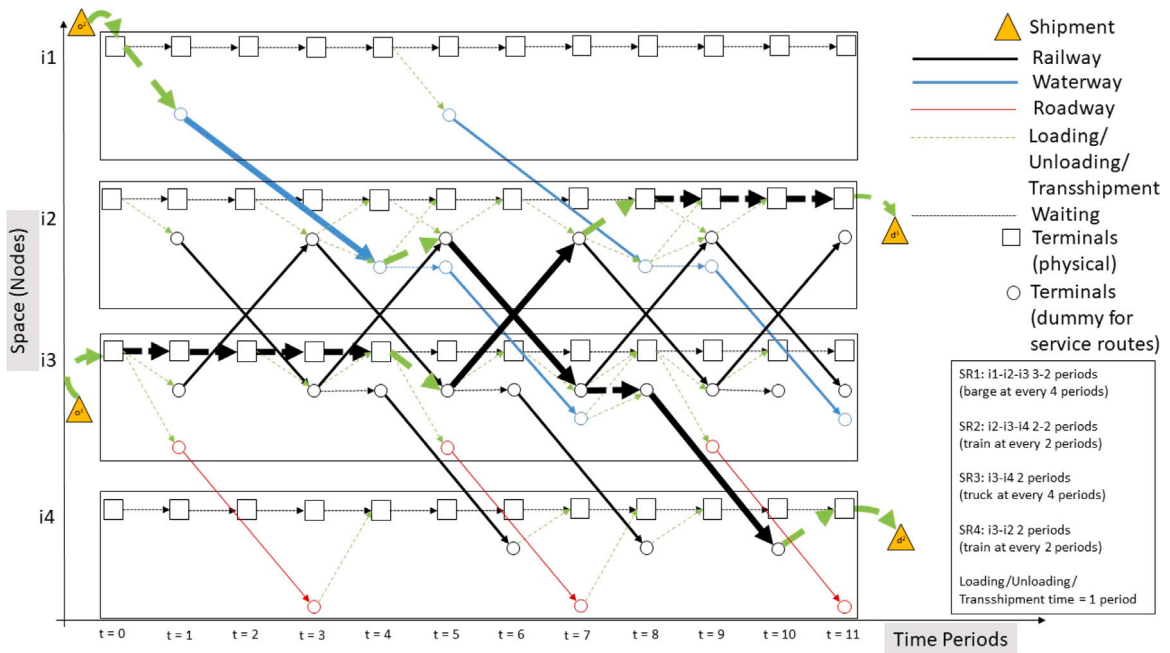 o²
Shipment
i1
Railway
Waterway
Roadway
Loading/
Unloading/
Transshipment
Waiting
i2
Terminals
(physical)
Terminals
(dummy for
service routes)
Space (Nodes)
i3
o¹
i4
d²
SR1: i1-i2-i3 3-2 periods
(barge at every 4 periods)
SR2: i2-i3-i4 2-2 periods
(train at every 2 periods)
SR3: i3-i4 2 periods
(truck at every 4 periods)
SR4: i3-i2 2 periods
(train at every 2 periods)
Loading/Unloading/
Transshipment time = 1 period
t = 0 t = 1 t = 2 t = 3 t = 4 t = 5 t = 6 t = 7 t = 8 t = 9 t = 10 t = 11
Time Periods